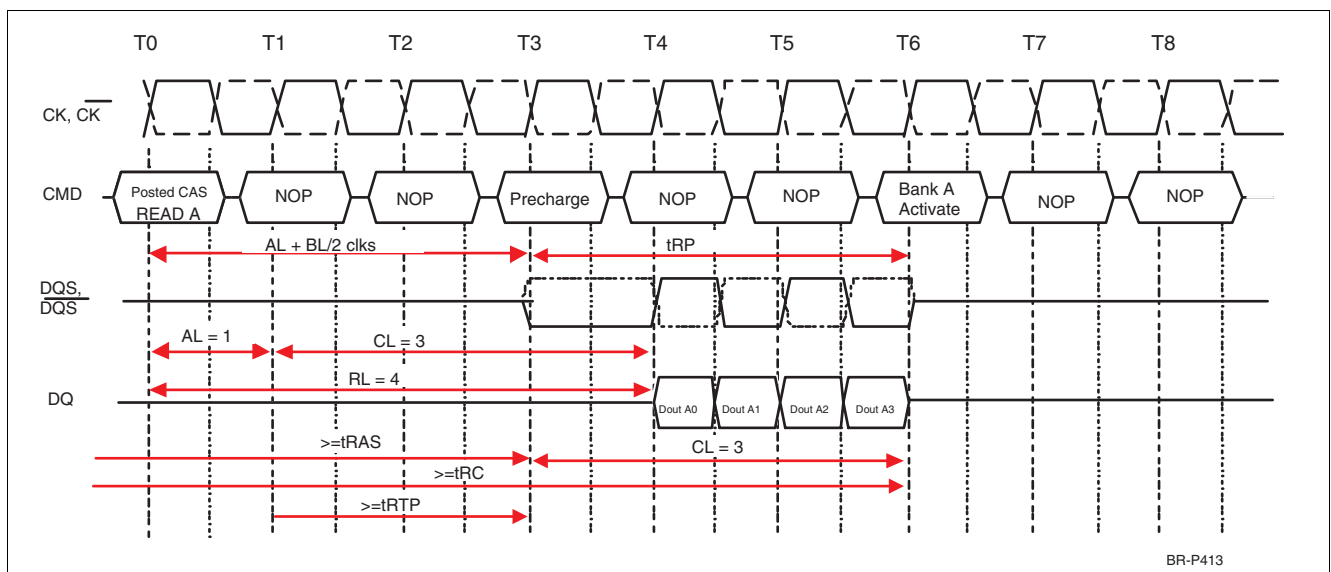 T0 T1 T2 T3 T4 T5 T6 T7 T8
CK, CK
CMD
Posted CAS
READ A
NOP
NOP
Precharge
NOP
NOP
Bank A
Activate
NOP
NOP
AL + BL/2 clks
tRP
DQS,
DQS
AL = 1
CL = 3
RL = 4
DQ
Dout A0
Dout A1
Dout A2
Dout A3
>=tRAS
CL = 3
>=tRC
>=tRTP
BR-P413